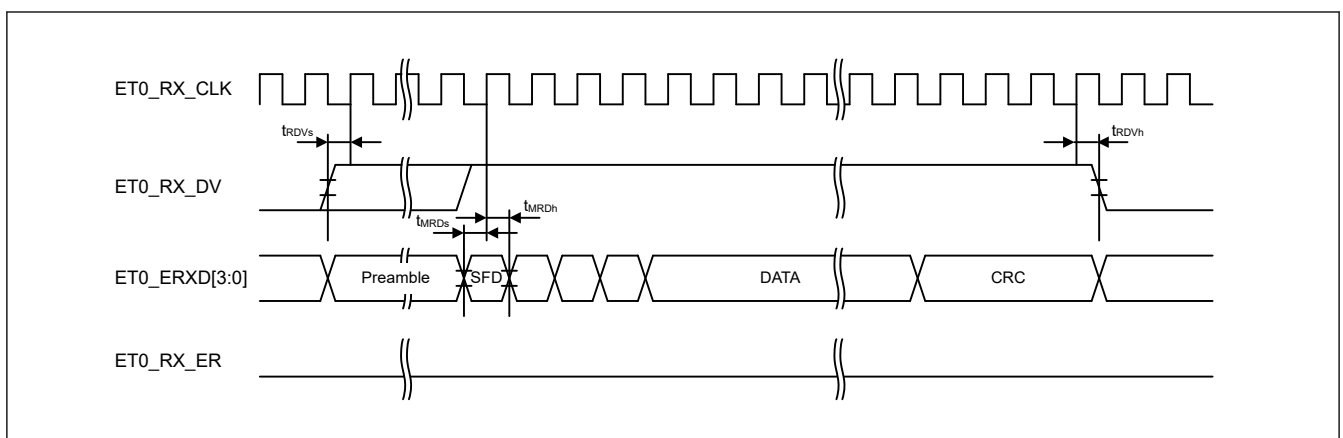 ET0_RX_CLK
tRDVs
tRDVh
ET0_RX_DV
tMRDs
tMRDh
ET0_ERXD[3:0]
Preamble
SFD
DATA
CRC
ET0_RX_ER